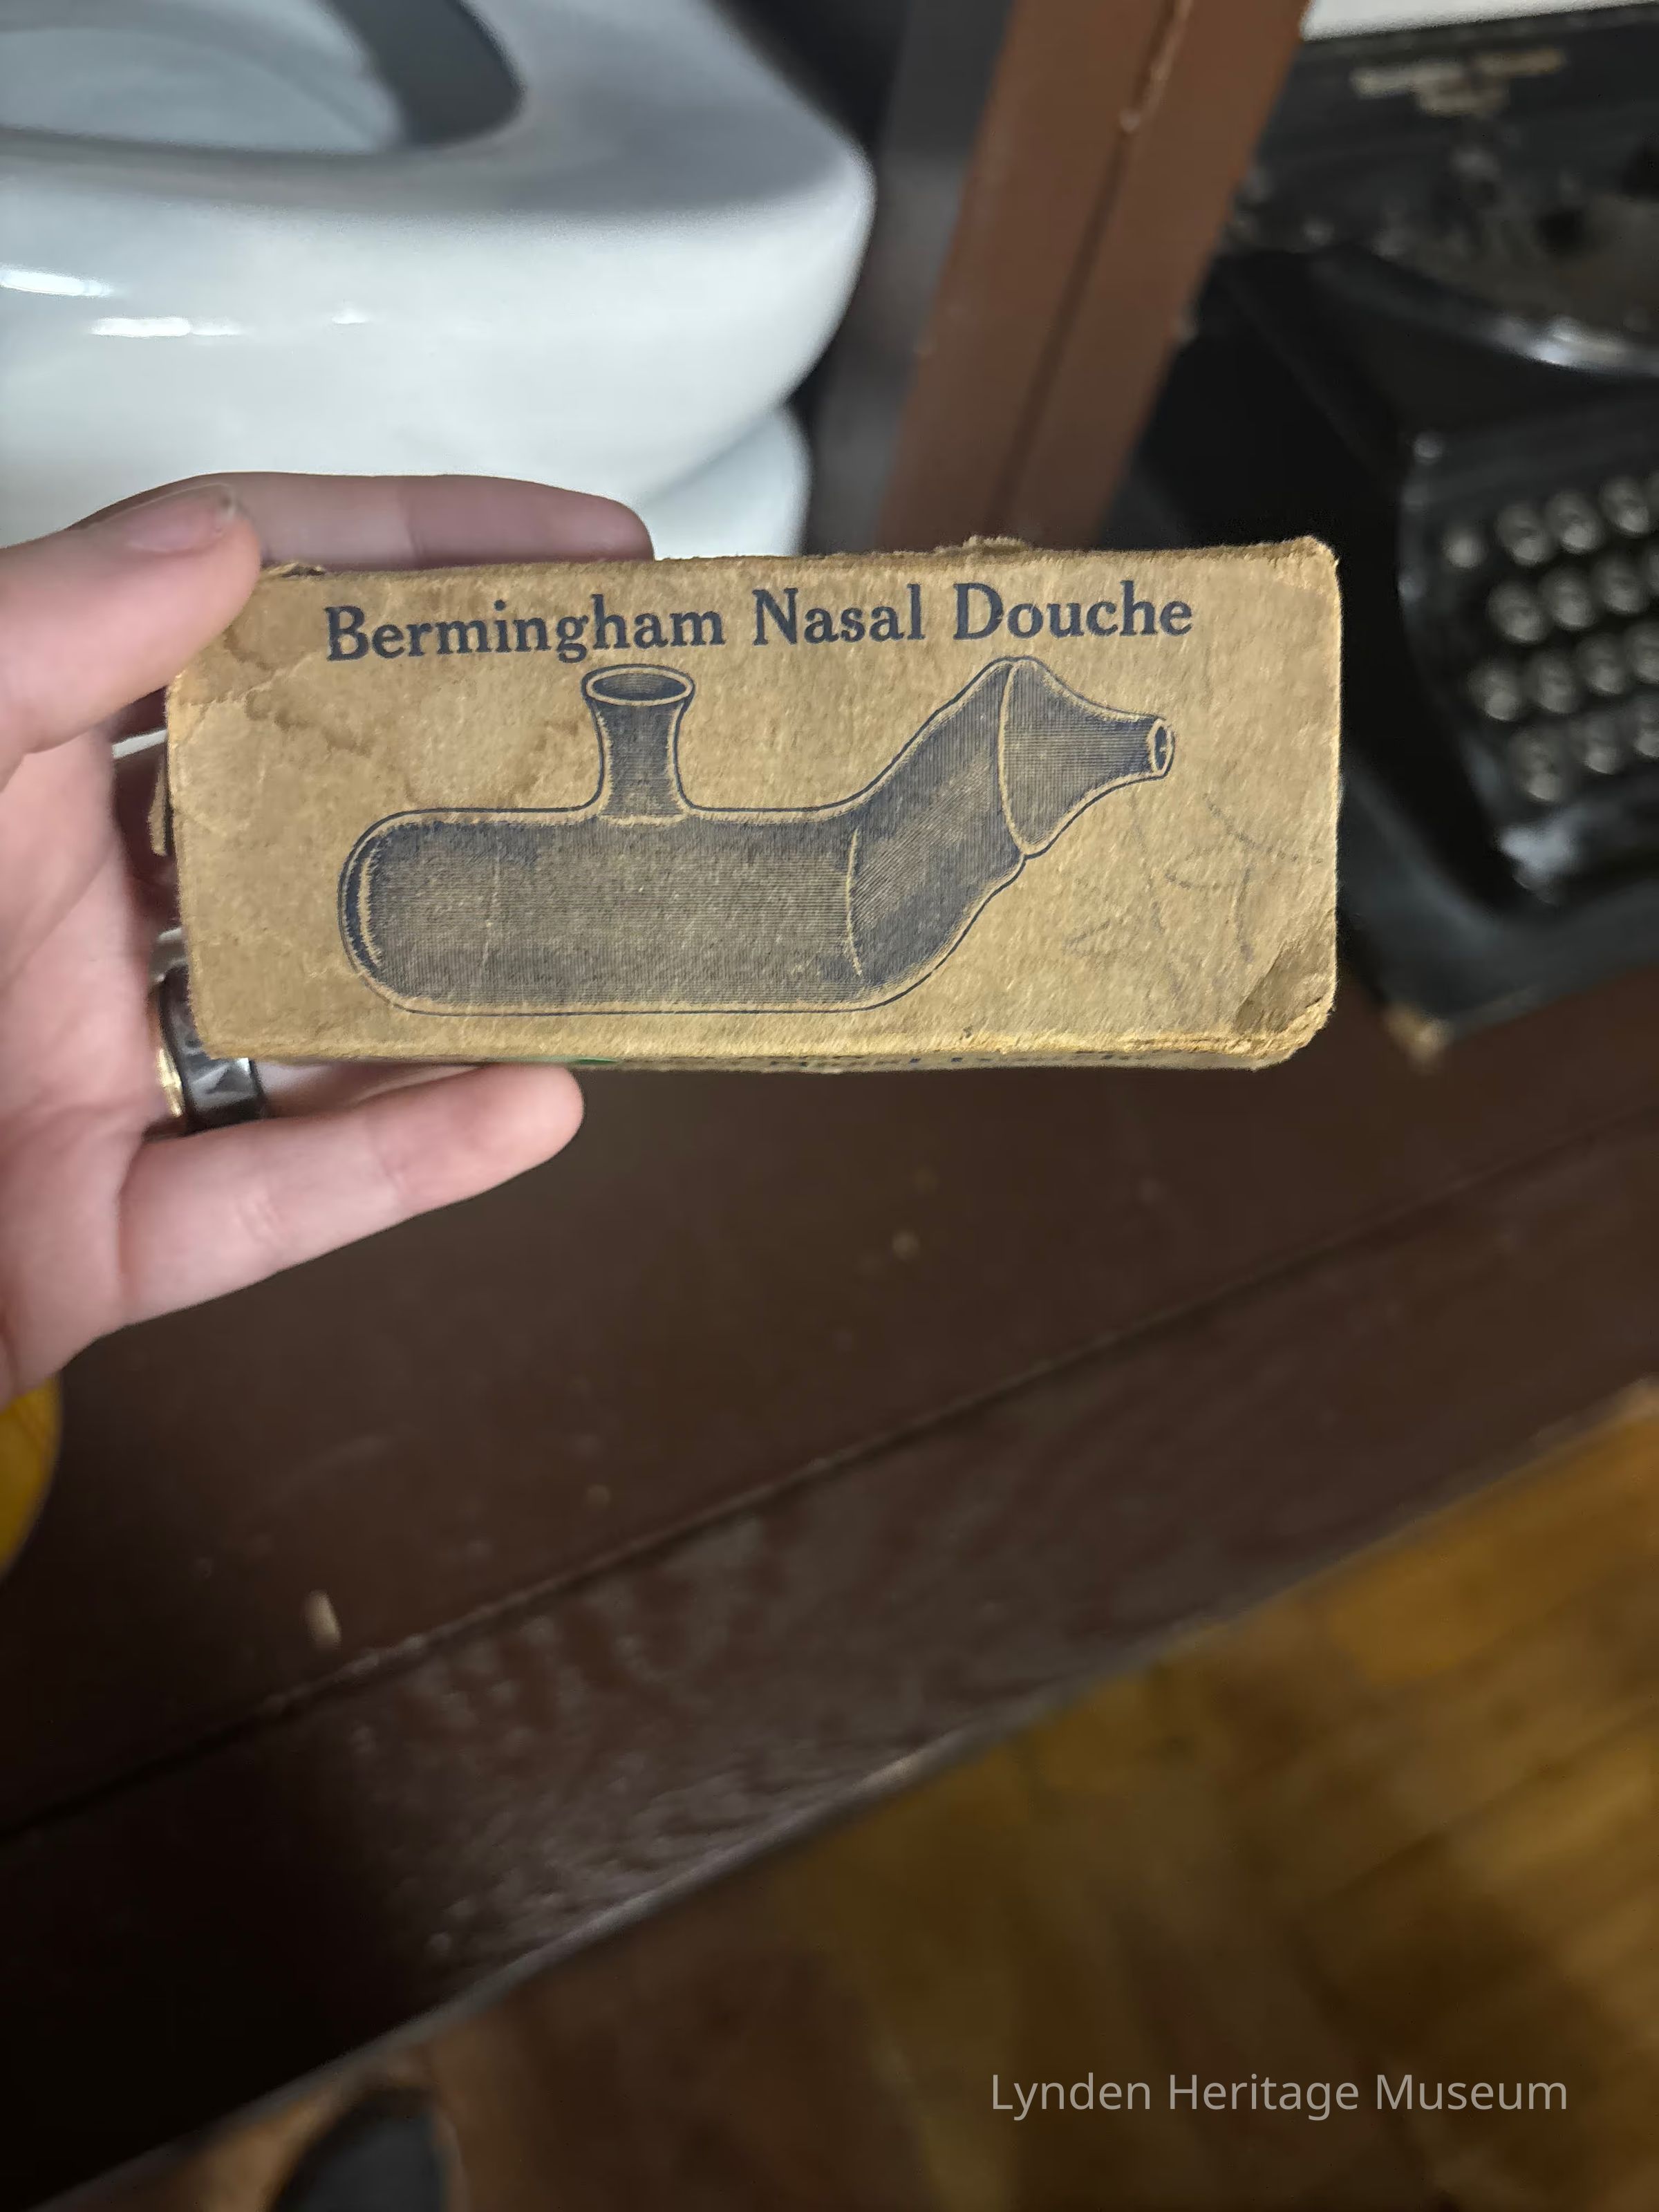 Bermingham Nasal Douche
Lynden Heritage Museum